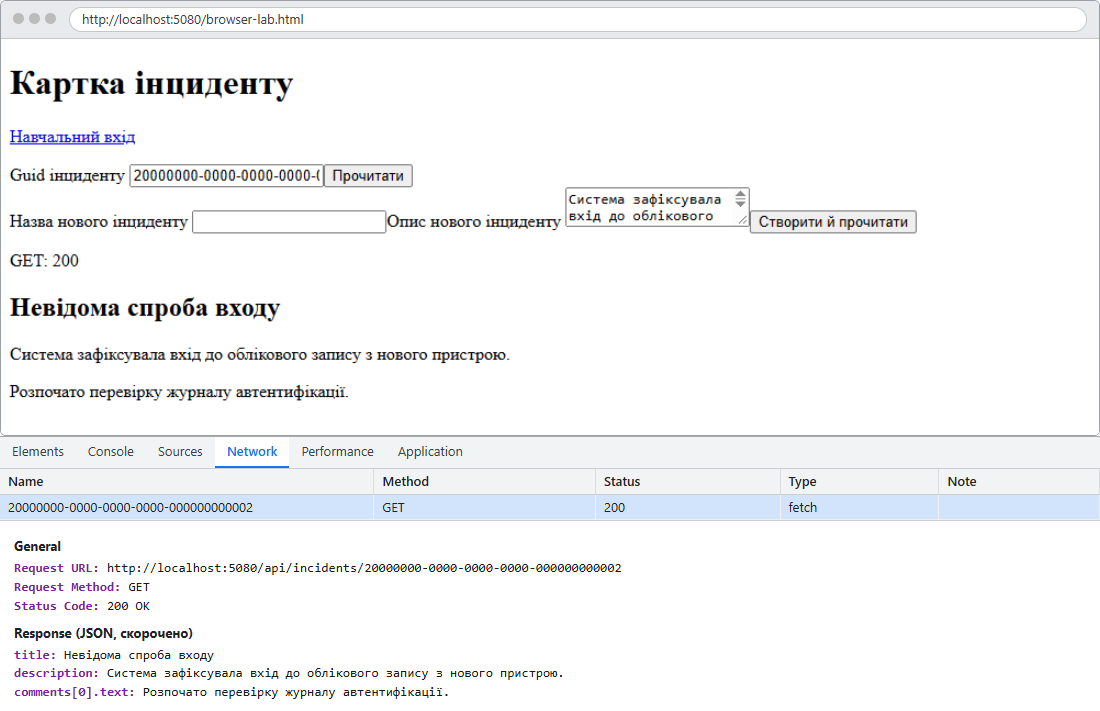 http://localhost:5080/browser-lab.html
Картка інциденту
Навчальний вхід
Guid інциденту 20000000-0000-0000-0000-0 Прочитати
Назва нового інциденту Опис нового інциденту Система зафіксувала вхід до облікового Створити й прочитати
GET: 200
Невідома спроба входу
Система зафіксувала вхід до облікового запису з нового пристрою.
Розпочато перевірку журналу автентифікації.
Elements Console Sources Network Performance Application
Name Method Status Type Note
20000000-0000-0000-0000-000000000002 GET 200 fetch
General
Request URL: http://localhost:5080/api/incidents/20000000-0000-0000-0000-000000000002
Request Method: GET
Status Code: 200 OK
Response (JSON, скорочено)
title: Невідома спроба входу
description: Система зафіксувала вхід до облікового запису з нового пристрою.
comments[0].text: Розпочато перевірку журналу автентифікації.